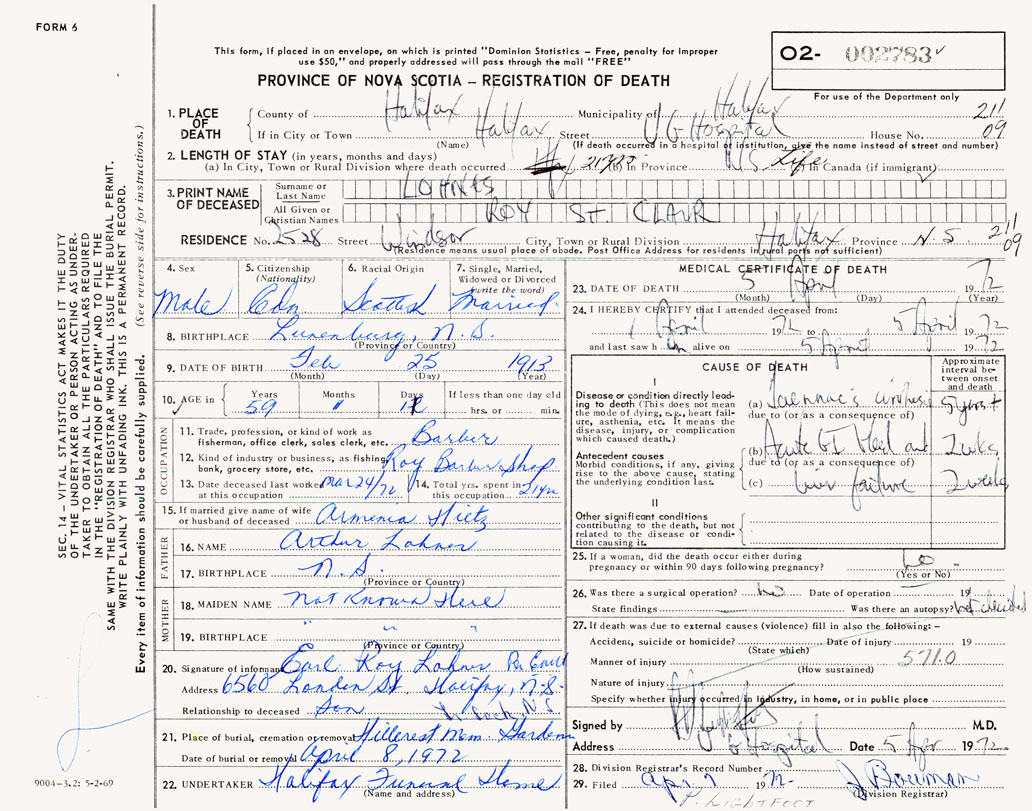 FORM 6
This form, if placed in an envelope, on which is printed "Dominion Statistics – Free, penalty for improper
use $50," and properly addressed will pass through the mail "FREE"
PROVINCE OF NOVA SCOTIA – REGISTRATION OF DEATH
02- 002783
For use of the Department only
1. PLACE OF DEATH
County of Halifax Municipality of Halifax 211
If in City or Town Halifax Street V G Hospital House No. 09
(Name) (If death occurred in a hospital or institution, give the name instead of street and number)
2. LENGTH OF STAY (in years, months and days)
(a) In City, Town or Rural Division where death occurred 21 yrs (b) In Province N S Life (c) in Canada (if immigrant)
3. PRINT NAME OF DECEASED
Surname or Last Name LOHNES
All Given or Christian Names ROY ST. CLAIR
RESIDENCE No. 2528 Street Windsor City, Town or Rural Division Halifax Province N.S 211 09
(Residence means usual place of abode. Post Office Address for residents in rural parts not sufficient)
4. Sex Male
5. Citizenship (Nationality) Cdn
6. Racial Origin Scottish
7. Single, Married, Widowed or Divorced (write the word) Married
8. BIRTHPLACE Lunenburg, N.S.
(Province or Country)
9. DATE OF BIRTH Feb 25 1913
(Month) (Day) (Year)
10. AGE in Years 59 Months " Days If less than one day old hrs. or min.
OCCUPATION
11. Trade, profession, or kind of work as fisherman, office clerk, sales clerk, etc. Barber
12. Kind of industry or business, as fishing, bank, grocery store, etc. Roy Barber Shop
13. Date deceased last worked at this occupation Mar 24/72
14. Total yrs. spent in this occupation 21 yrs
15. If married give name of wife or husband of deceased Armenia Hietz
FATHER
16. NAME Arthur Lohnes
17. BIRTHPLACE N.S.
(Province or Country)
MOTHER
18. MAIDEN NAME Not Known Here
19. BIRTHPLACE " " "
(Province or Country)
20. Signature of informant Earl Roy Lohnes Per
Address 6560 London St. Halifax, N.S.
Relationship to deceased Son
21. Place of burial, cremation or removal Hillcrest Mem Gardens
Date of burial or removal April 8, 1972
22. UNDERTAKER Halifax Funeral Home
(Name and address)
MEDICAL CERTIFICATE OF DEATH
23. DATE OF DEATH 5 April 1972
(Month) (Day) (Year)
24. I HEREBY CERTIFY that I attended deceased from:
1 April 1972 to 5 April 1972
and last saw h im alive on 5 April 1972
CAUSE OF DEATH
Approximate interval between onset and death
I
Disease or condition directly leading to death (This does not mean the mode of dying, e.g., heart failure, asthenia, etc. It means the disease, injury, or complication which caused death.)
(a) Laennec's cirrhosis 5 yrs +
due to (or as a consequence of)
Antecedent causes
Morbid conditions, if any, giving rise to the above cause, stating the underlying condition last.
(b) Acute GI bleed and 2 wks
due to (or as a consequence of)
(c) liver failure 2 weeks
II
Other significant conditions contributing to the death, but not related to the disease or condition causing it.
25. If a woman, did the death occur either during pregnancy or within 90 days following pregnancy?
(Yes or No)
26. Was there a surgical operation? no Date of operation 19
State findings Was there an autopsy? not decided
27. If death was due to external causes (violence) fill in also the following: –
Accident, suicide or homicide? Date of injury 19
(State which)
Manner of injury 571.0
(How sustained)
Nature of injury
Specify whether injury occurred in industry, in home, or in public place
Signed by M.D.
Address V G Hospital Date 5 Apr 1972
28. Division Registrar's Record Number
29. Filed Apr. 7 1972 J Bowman
(Division Registrar)
P. LIGHTFOOT
SEC. 14 – VITAL STATISTICS ACT MAKES IT THE DUTY
OF THE UNDERTAKER OR PERSON ACTING AS UNDER-
TAKER TO OBTAIN ALL THE PARTICULARS REQUIRED
IN THE "REGISTRATION OF DEATH" AND TO FILE THE
SAME WITH THE DIVISION REGISTRAR WHO SHALL ISSUE THE BURIAL PERMIT.
WRITE PLAINLY WITH UNFADING INK. THIS IS A PERMANENT RECORD.
Every item of information should be carefully supplied. (See reverse side for instructions.)
9004–3.2: 5-2-69